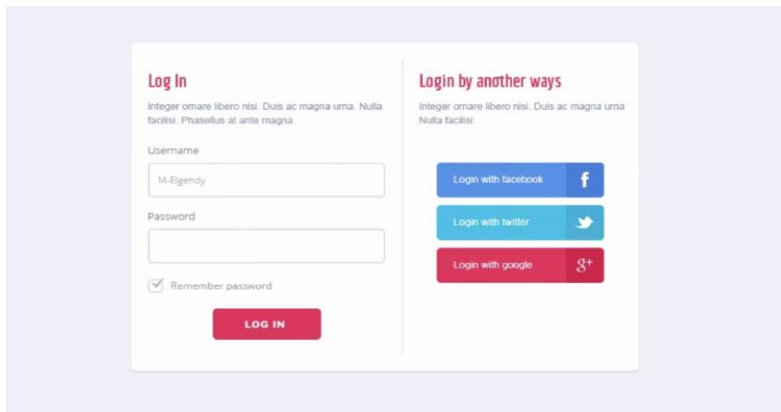 Log In
Integer ornare libero nisi. Duis ac magna urna. Nulla
facilisi. Phasellus at ante magna.
Username
M-Elgendy
Password
Remember password
LOG IN
Login by another ways
Integer ornare libero nisi. Duis ac magna urna
Nulla facilisi:
Login with facebook
f
Login with twitter
Login with google
g+